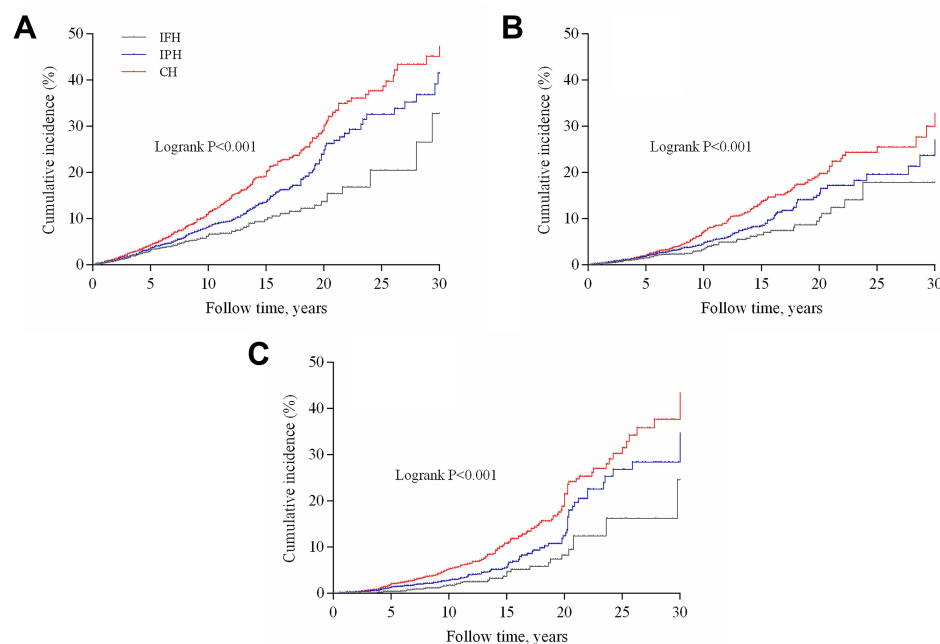 A
50
40
30
20
10
0
Cumulative incidence (%)
IFH
IPH
CH
Logrank P<0.001
0 5 10 15 20 25 30
Follow time, years
B
50
40
30
20
10
0
Cumulative incidence (%)
Logrank P<0.001
0 5 10 15 20 25 30
Follow time, years
C
50
40
30
20
10
0
Cumulative incidence (%)
Logrank P<0.001
0 5 10 15 20 25 30
Follow time, years